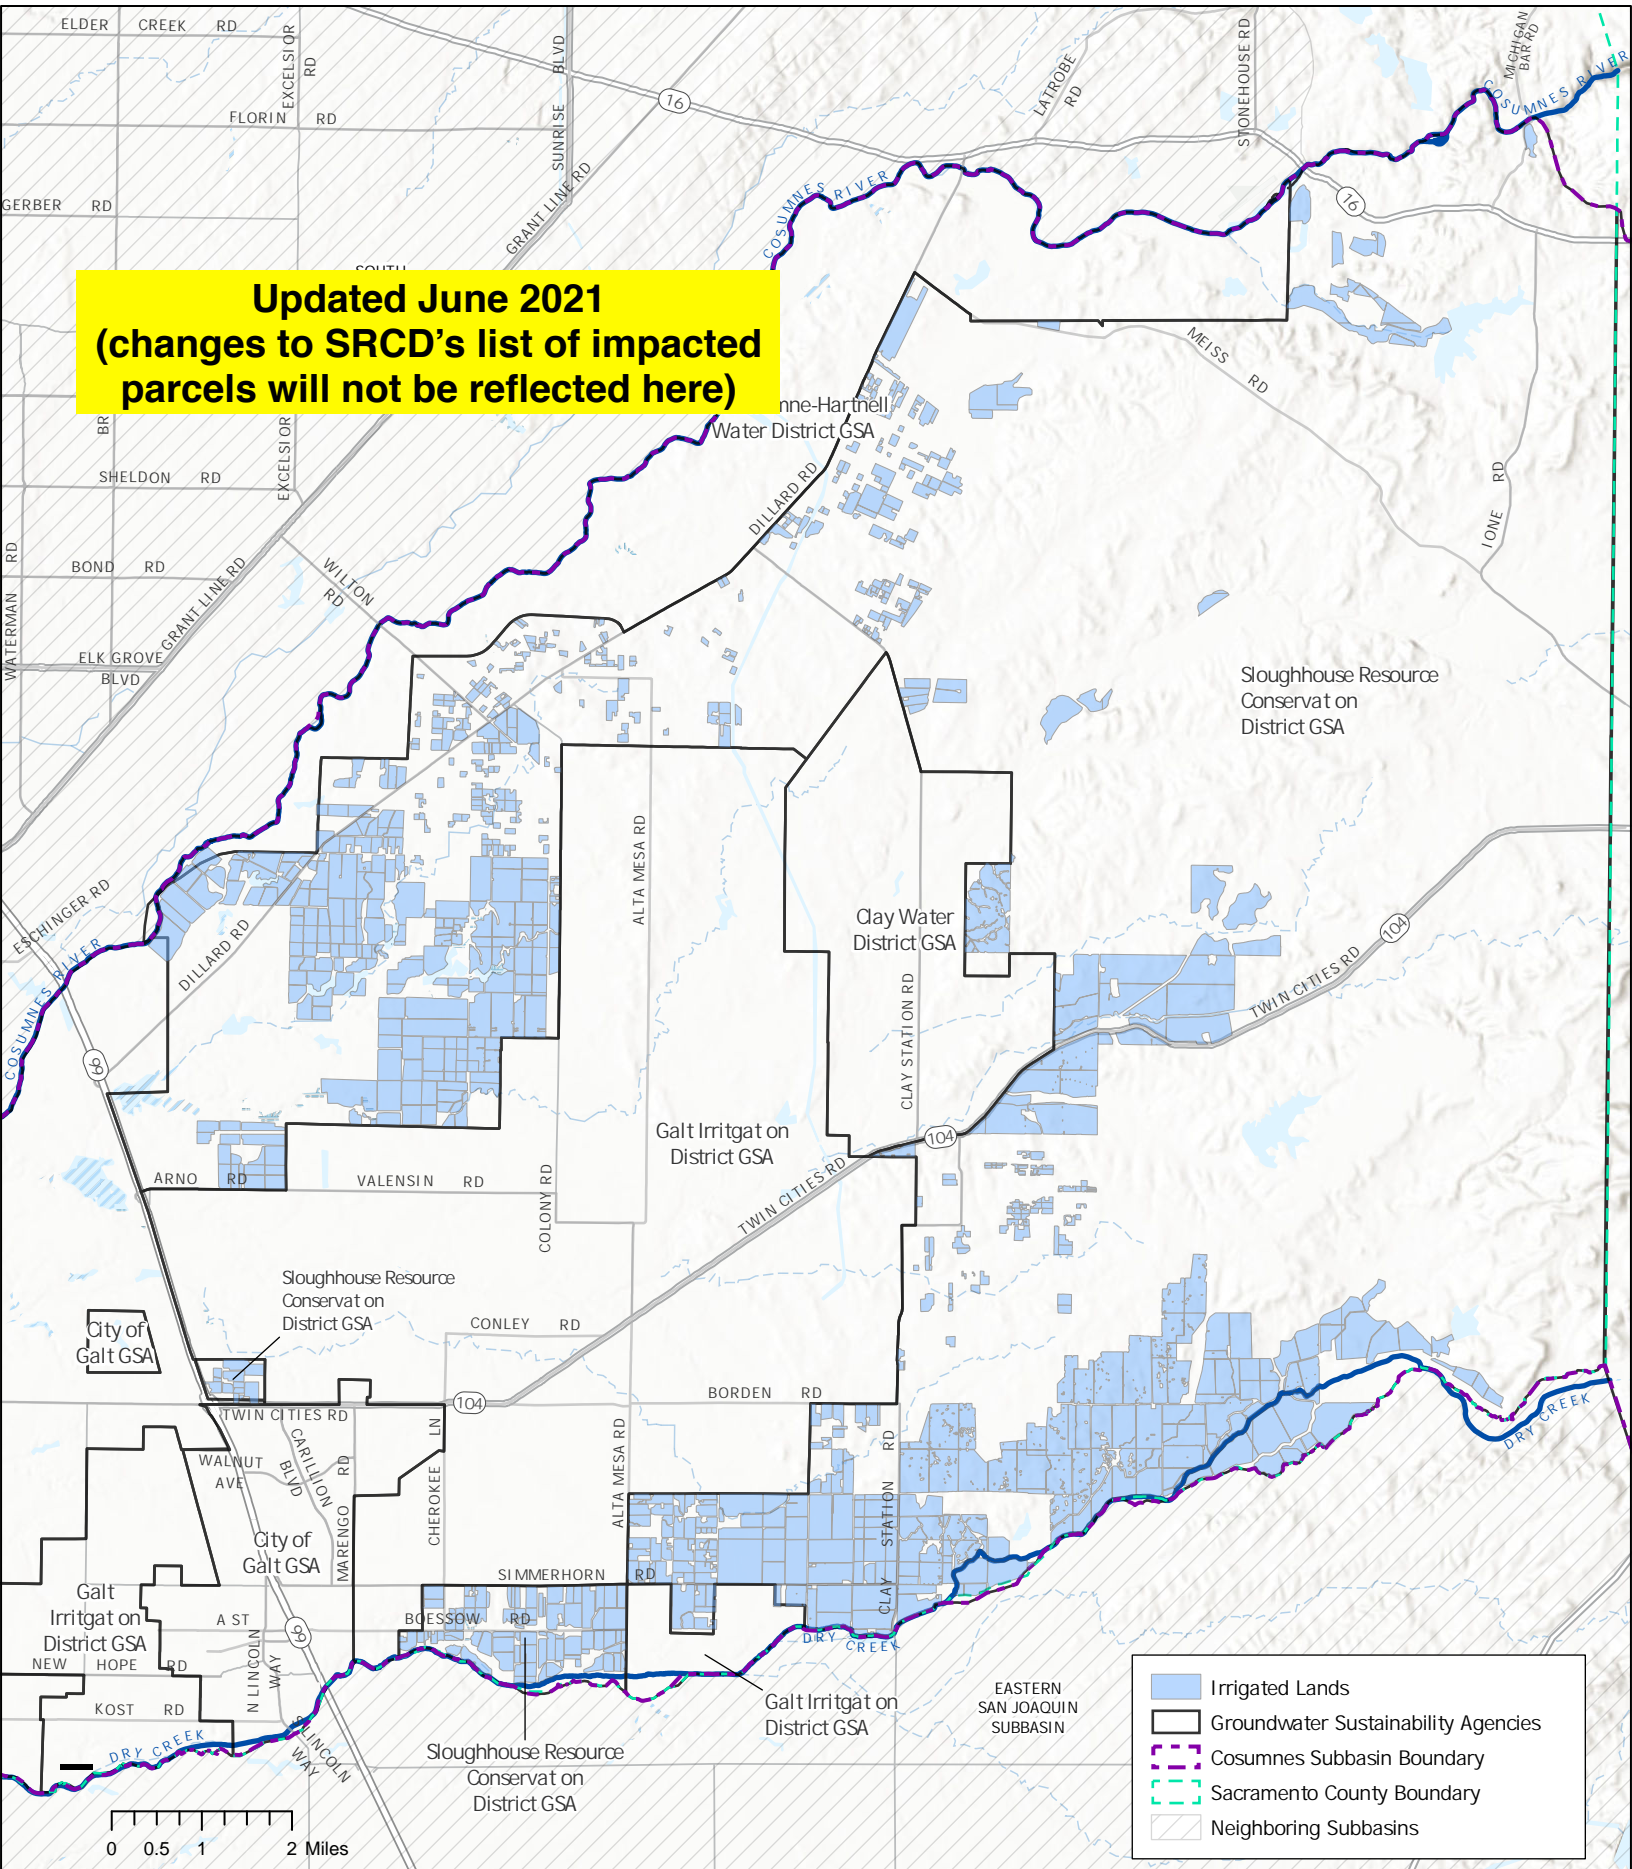 ELDER CREEK RD
EXCELSIOR RD
SUNRISE BLVD
16
LATROBE RD
STONEHOUSE RD
MICHIGAN BAR RD
COSUMNES RIVER
FLORIN RD
GERBER RD
GRANT LINE RD
COSUMNES RIVER
16
Updated June 2021
(changes to SRCD's list of impacted
parcels will not be reflected here)
mne-Hartnell
Water District GSA
MEISS RD
BR
EXCELSIOR
SHELDON RD
DILLARD RD
IONE RD
BOND RD
WATERMAN RD
GRANT LINE RD
WILTON RD
ELK GROVE
BLVD
Sloughhouse Resource
Conservat on
District GSA
ALTA MESA RD
ESCHINGER RD
DILLARD RD
COSUMNES RIVER
Clay Water
District GSA
CLAY STATION RD
104
TWIN CITIES RD
99
104
Galt Irritgat on
District GSA
TWIN CITIES RD
ARNO RD
VALENSIN RD
COLONY RD
Sloughhouse Resource
Conservat on
District GSA
City of
Galt GSA
CONLEY RD
BORDEN RD
104
TWIN CITIES RD
WALNUT
AVE
CARILLION BLVD
MARENGO RD
CHEROKEE LN
ALTA MESA RD
CLAY STATION RD
DRY CREEK
City of
Galt GSA
SIMMERHORN RD
Galt
Irritgat on
District GSA
A ST
BOESSOW RD
99
NEW HOPE RD
N LINCOLN WAY
DRY CREEK
KOST RD
DRY CREEK
S LINCOLN WAY
Galt Irritgat on
District GSA
EASTERN
SAN JOAQUIN
SUBBASIN
Sloughhouse Resource
Conservat on
District GSA
Irrigated Lands
Groundwater Sustainability Agencies
Cosumnes Subbasin Boundary
Sacramento County Boundary
Neighboring Subbasins
0 0.5 1 2 Miles